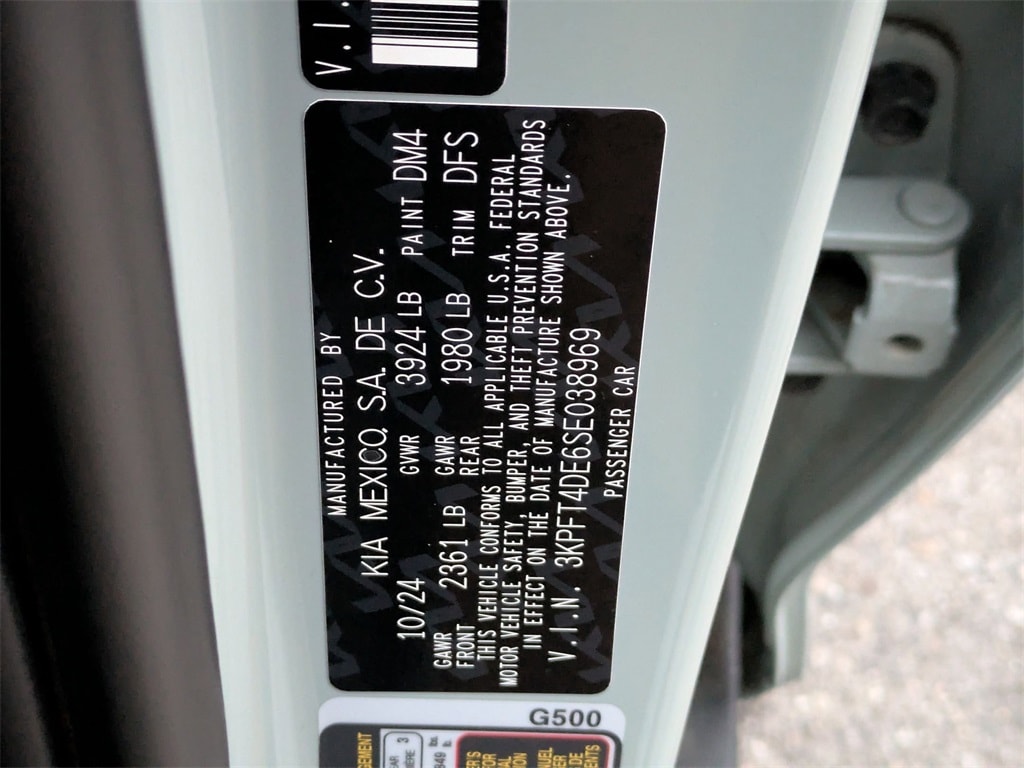 V.I.
MANUFACTURED BY
KIA MEXICO, S.A. DE C.V.
10/24 GVWR 3924 LB PAINT DM4
GAWR FRONT 2361 LB GAWR REAR 1980 LB TRIM DFS
THIS VEHICLE CONFORMS TO ALL APPLICABLE U.S.A. FEDERAL
MOTOR VEHICLE SAFETY, BUMPER, AND THEFT PREVENTION STANDARDS
IN EFFECT ON THE DATE OF MANUFACTURE SHOWN ABOVE.
V.I.N. 3KPFT4DE6SE038969
PASSENGER CAR
G500
3